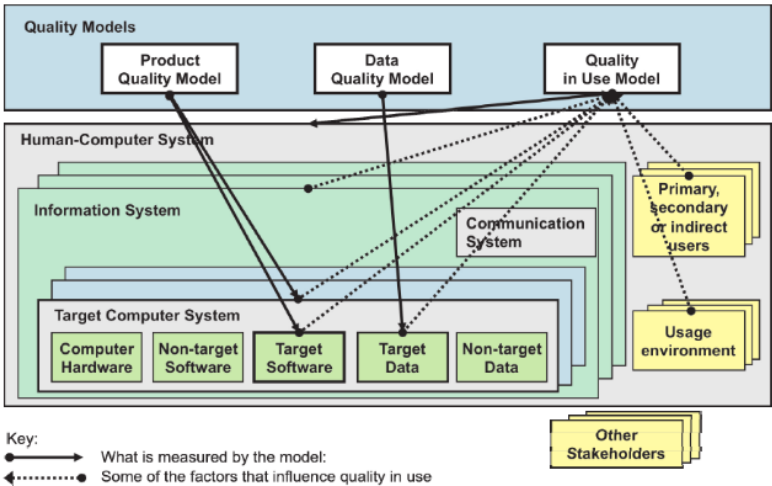 Quality Models
Product
Quality Model
Data
Quality Model
Quality
in Use Model
Human-Computer System
Information System
Communication
System
Primary,
secondary
or indirect
users
Target Computer System
Computer
Hardware
Non-target
Software
Target
Software
Target
Data
Non-target
Data
Usage
environment
Other
Stakeholders
Key:
What is measured by the model:
Some of the factors that influence quality in use